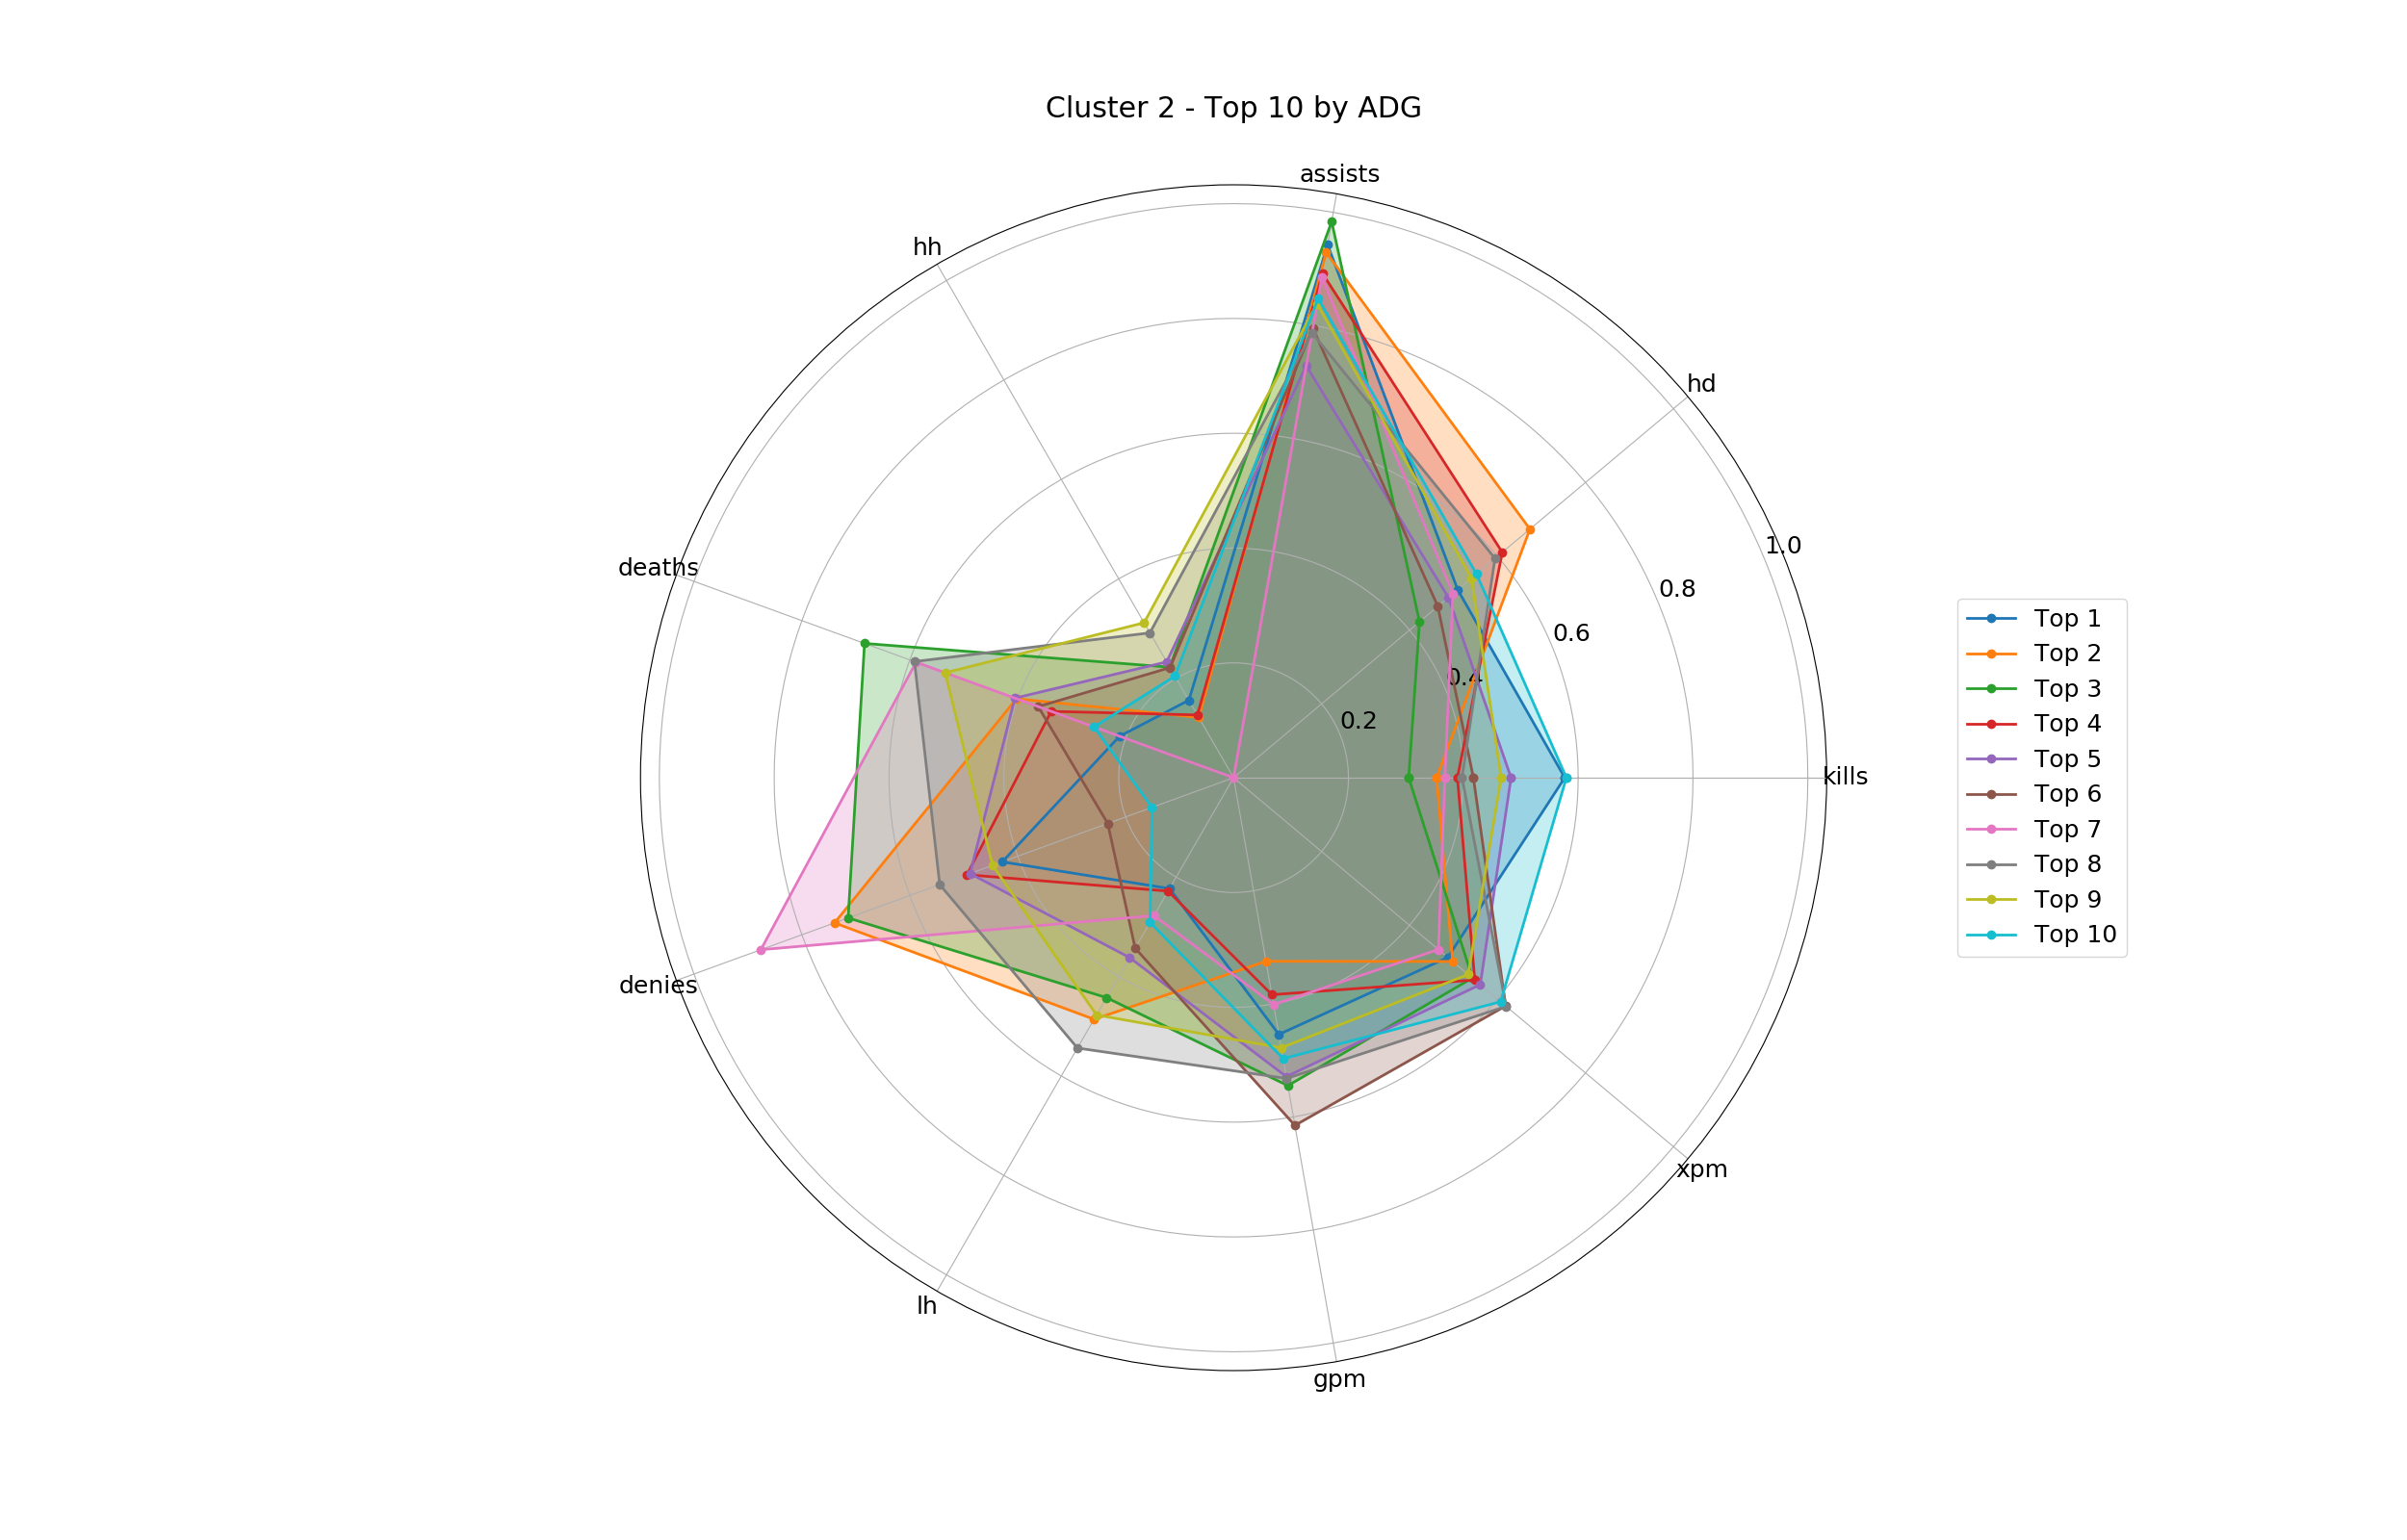 Cluster 2 - Top 10 by ADG
assists
hh
hd
deaths
1.0
0.8
0.6
0.4
0.2
kills
denies
xpm
lh
gpm
Top 1
Top 2
Top 3
Top 4
Top 5
Top 6
Top 7
Top 8
Top 9
Top 10